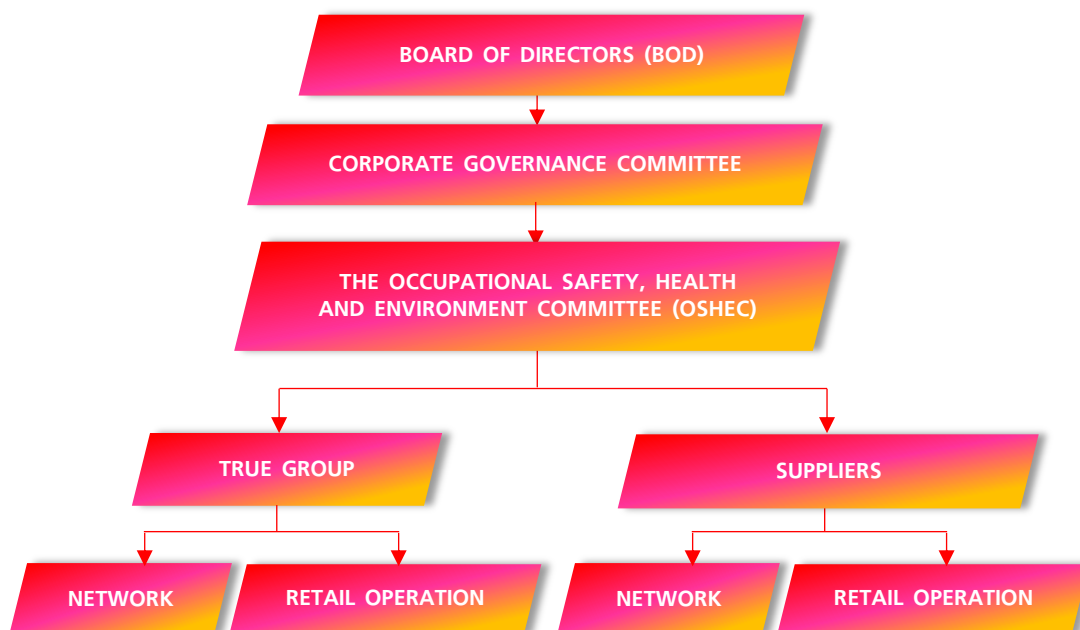 BOARD OF DIRECTORS (BOD)
CORPORATE GOVERNANCE COMMITTEE
THE OCCUPATIONAL SAFETY, HEALTH
AND ENVIRONMENT COMMITTEE (OSHEC)
TRUE GROUP
SUPPLIERS
NETWORK
RETAIL OPERATION
NETWORK
RETAIL OPERATION